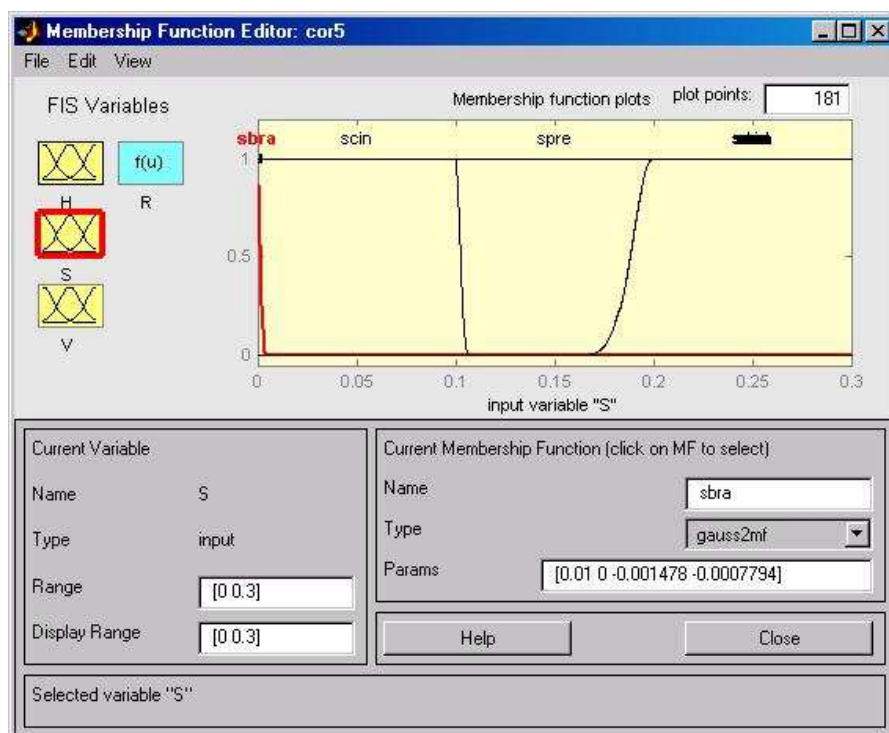 Membership Function Editor: cor5
File Edit View
FIS Variables
Membership function plots plot points: 181
f(u)
H R
S
V
sbra scin spre
1
0.5
0
0 0.05 0.1 0.15 0.2 0.25 0.3
input variable "S"
Current Variable
Name S
Type input
Range [0 0.3]
Display Range [0 0.3]
Current Membership Function (click on MF to select)
Name sbra
Type gauss2mf
Params [0.01 0 -0.001478 -0.0007794]
Help Close
Selected variable "S"